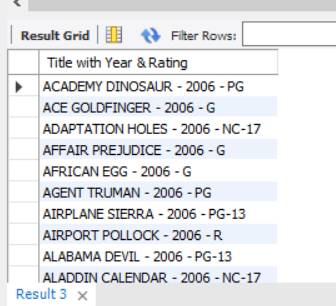 Result Grid Filter Rows:
Title with Year & Rating
ACADEMY DINOSAUR - 2006 - PG
ACE GOLDFINGER - 2006 - G
ADAPTATION HOLES - 2006 - NC-17
AFFAIR PREJUDICE - 2006 - G
AFRICAN EGG - 2006 - G
AGENT TRUMAN - 2006 - PG
AIRPLANE SIERRA - 2006 - PG-13
AIRPORT POLLOCK - 2006 - R
ALABAMA DEVIL - 2006 - PG-13
ALADDIN CALENDAR - 2006 - NC-17
Result 3